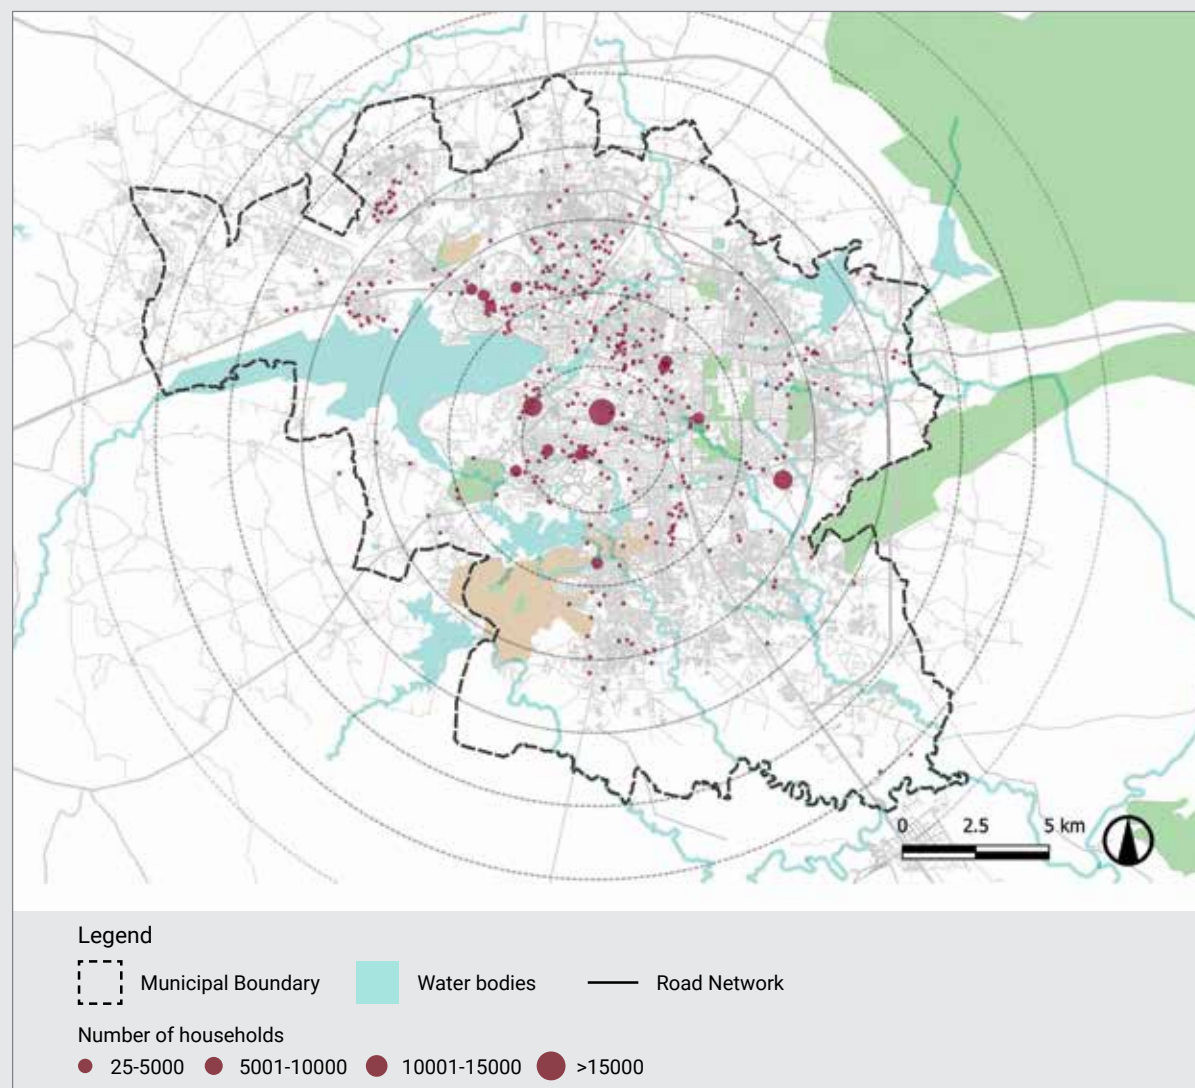 0 2.5 5 km
Legend
Municipal Boundary Water bodies Road Network
Number of households
25-5000 5001-10000 10001-15000 >15000